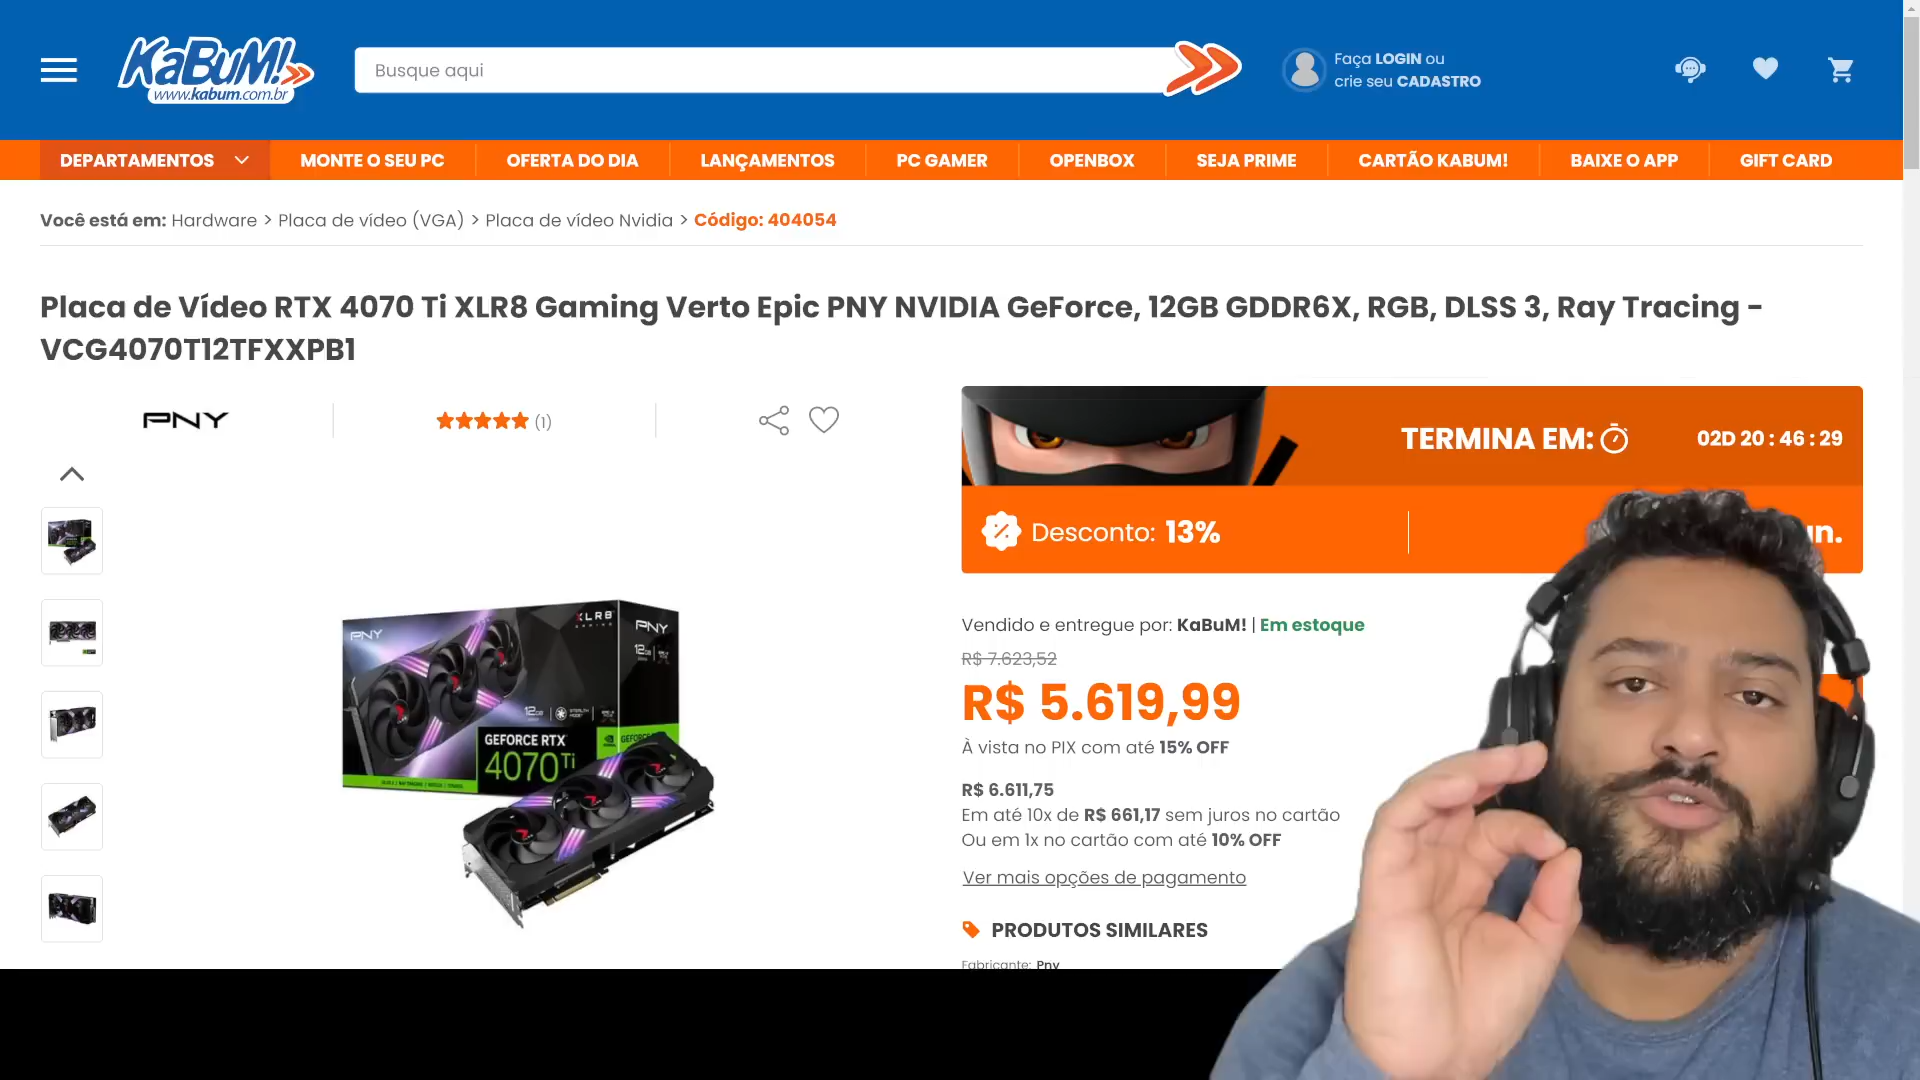 KaBuM!
www.kabum.com.br
Busque aqui
Faça LOGIN ou
crie seu CADASTRO
DEPARTAMENTOS
MONTE O SEU PC
OFERTA DO DIA
LANÇAMENTOS
PC GAMER
OPENBOX
SEJA PRIME
CARTÃO KABUM!
BAIXE O APP
GIFT CARD
Você está em: Hardware > Placa de vídeo (VGA) > Placa de vídeo Nvidia > Código: 404054
Placa de Vídeo RTX 4070 Ti XLR8 Gaming Verto Epic PNY NVIDIA GeForce, 12GB GDDR6X, RGB, DLSS 3, Ray Tracing -
VCG4070T12TFXXPB1
PNY
(1)
TERMINA EM:
02D 20 : 46 : 29
Desconto: 13%
un.
Vendido e entregue por: KaBuM! | Em estoque
R$ 7.623,52
R$ 5.619,99
À vista no PIX com até 15% OFF
R$ 6.611,75
Em até 10x de R$ 661,17 sem juros no cartão
Ou em 1x no cartão com até 10% OFF
Ver mais opções de pagamento
PRODUTOS SIMILARES
Fabricante: Pny
PNY
XLR8
GAMING
PNY
12GB
12GB
GEFORCE RTX
4070 Ti
GEFORCE